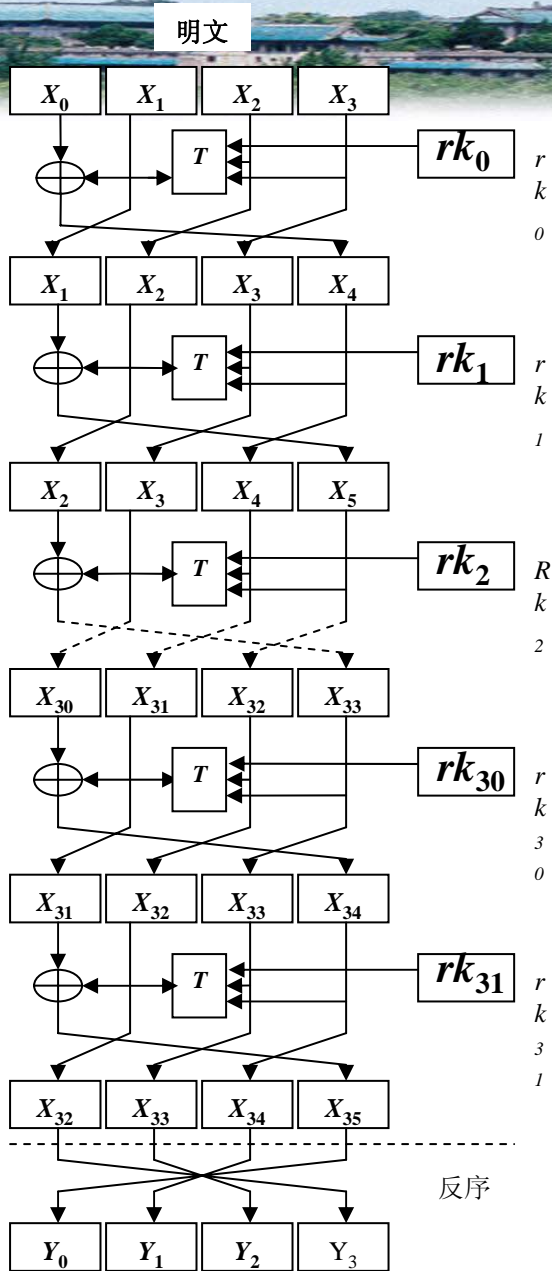 明文
X0 X1 X2 X3
T rk0 r
k
0
X1 X2 X3 X4
T rk1 r
k
1
X2 X3 X4 X5
T rk2 R
k
2
X30 X31 X32 X33
T rk30 r
k
3
0
X31 X32 X33 X34
T rk31 r
k
3
1
X32 X33 X34 X35
反序
Y0 Y1 Y2 Y3